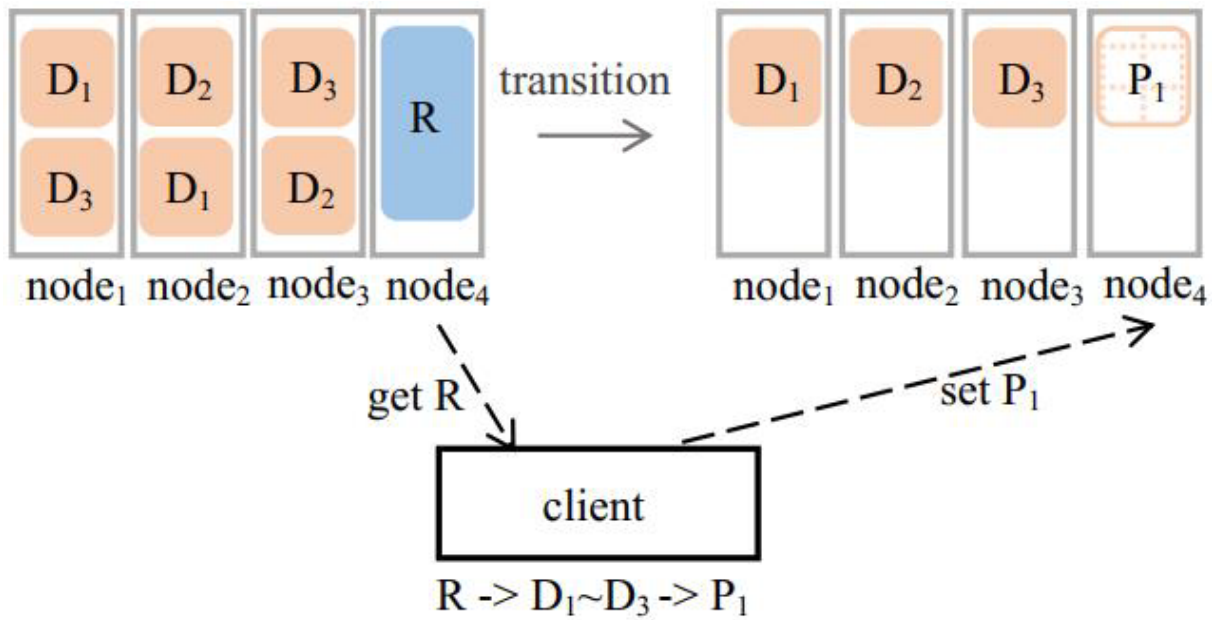 D₁ D₂ D₃ R transition D₁ D₂ D₃ P₁
D₃ D₁ D₂
node₁ node₂ node₃ node₄ node₁ node₂ node₃ node₄
get R set P₁
client
R -> D₁~D₃ -> P₁